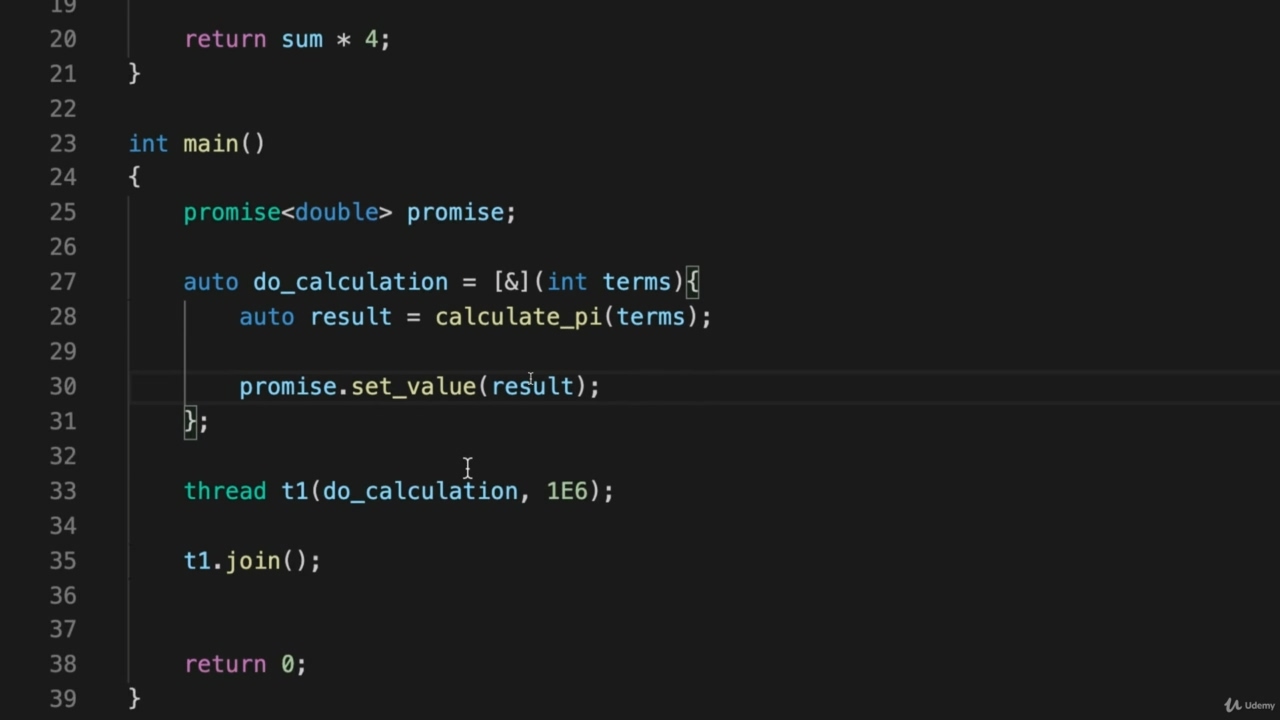 19
20 return sum * 4;
21 }
22
23 int main()
24 {
25 promise<double> promise;
26
27 auto do_calculation = [&](int terms){
28 auto result = calculate_pi(terms);
29
30 promise.set_value(result);
31 };
32
33 thread t1(do_calculation, 1E6);
34
35 t1.join();
36
37
38 return 0;
39 }
Udemy